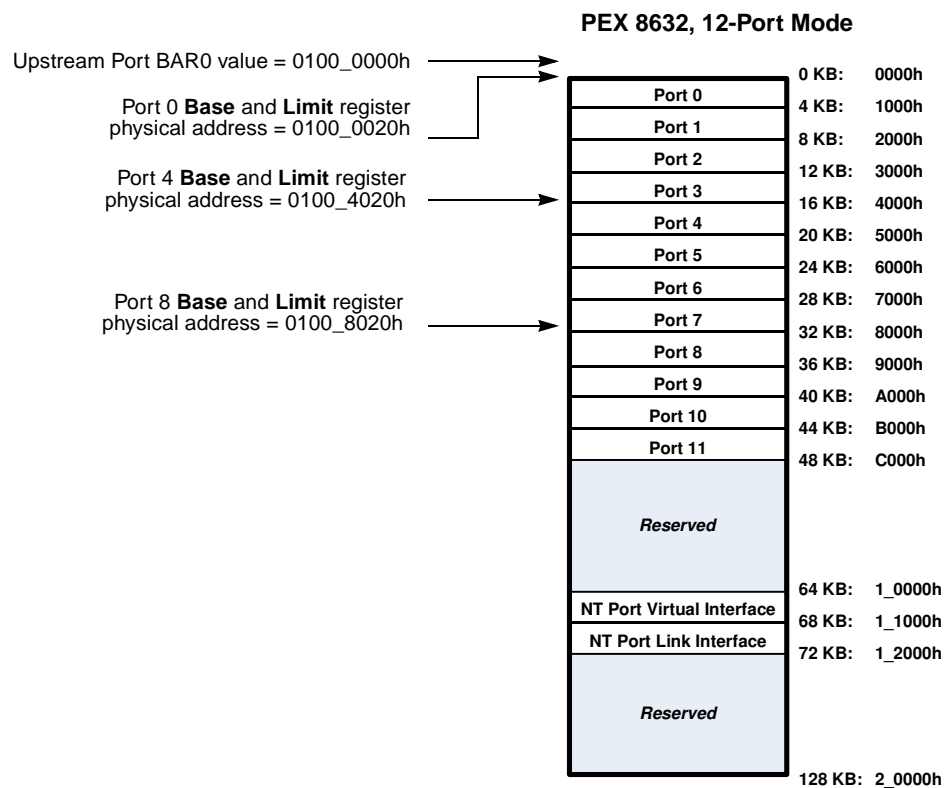 PEX 8632, 12-Port Mode
Upstream Port BAR0 value = 0100_0000h
Port 0 Base and Limit register
physical address = 0100_0020h
Port 4 Base and Limit register
physical address = 0100_4020h
Port 8 Base and Limit register
physical address = 0100_8020h
0 KB: 0000h
Port 0
4 KB: 1000h
Port 1
8 KB: 2000h
Port 2
12 KB: 3000h
Port 3
16 KB: 4000h
Port 4
20 KB: 5000h
Port 5
24 KB: 6000h
Port 6
28 KB: 7000h
Port 7
32 KB: 8000h
Port 8
36 KB: 9000h
Port 9
40 KB: A000h
Port 10
44 KB: B000h
Port 11
48 KB: C000h
Reserved
64 KB: 1_0000h
NT Port Virtual Interface
68 KB: 1_1000h
NT Port Link Interface
72 KB: 1_2000h
Reserved
128 KB: 2_0000h